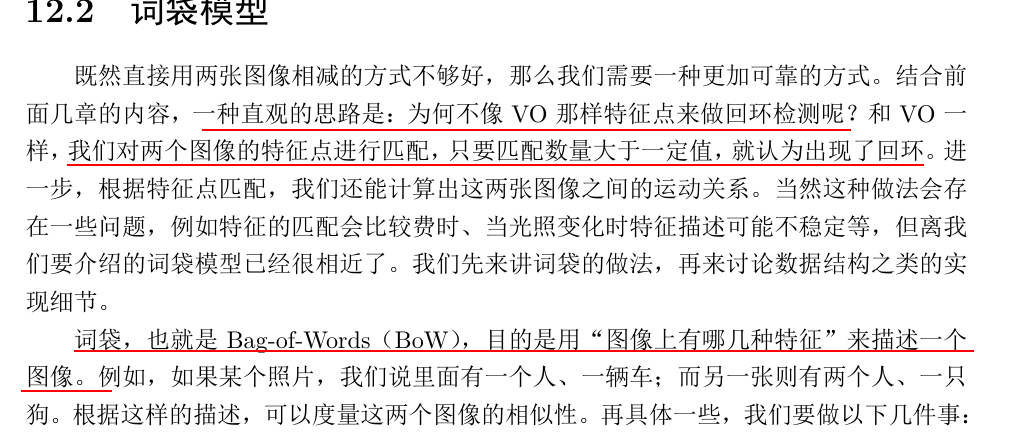 12.2 词袋模型
既然直接用两张图像相减的方式不够好，那么我们需要一种更加可靠的方式。结合前
面几章的内容，一种直观的思路是：为何不像 VO 那样特征点来做回环检测呢？和 VO 一
样，我们对两个图像的特征点进行匹配，只要匹配数量大于一定值，就认为出现了回环。进
一步，根据特征点匹配，我们还能计算出这两张图像之间的运动关系。当然这种做法会存
在一些问题，例如特征的匹配会比较费时、当光照变化时特征描述可能不稳定等，但离我
们要介绍的词袋模型已经很相近了。我们先来讲词袋的做法，再来讨论数据结构之类的实
现细节。
词袋，也就是 Bag-of-Words（BoW），目的是用“图像上有哪几种特征”来描述一个
图像。例如，如果某个照片，我们说里面有一个人、一辆车；而另一张则有两个人、一只
狗。根据这样的描述，可以度量这两个图像的相似性。再具体一些，我们要做以下几件事：